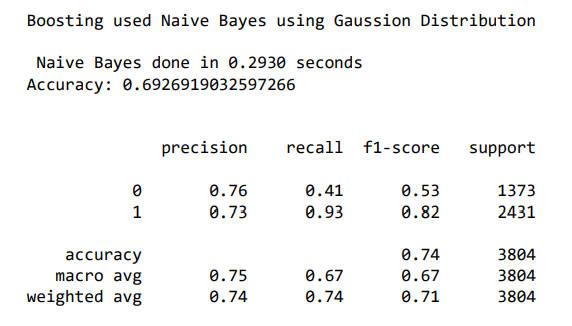 Boosting used Naive Bayes using Gaussion Distribution
Naive Bayes done in 0.2930 seconds
Accuracy: 0.6926919032597266
precision recall f1-score support
0 0.76 0.41 0.53 1373
1 0.73 0.93 0.82 2431
accuracy 0.74 3804
macro avg 0.75 0.67 0.67 3804
weighted avg 0.74 0.74 0.71 3804